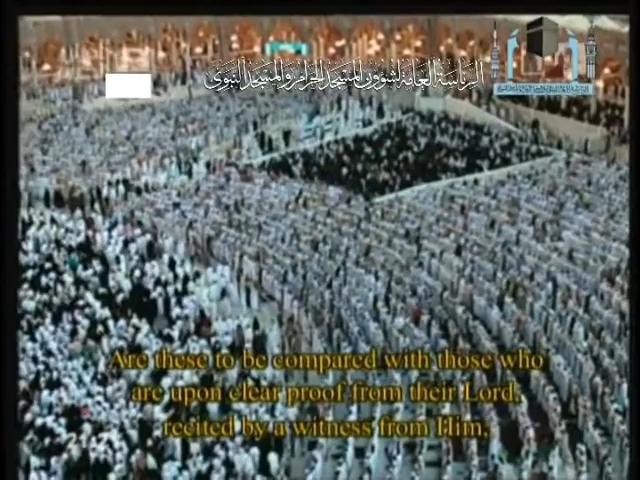 الرئاسة العامة لشؤون المسجد الحرام والمسجد النبوي
Are these to be compared with those who
are upon clear proof from their Lord,
recited by a witness from Him,